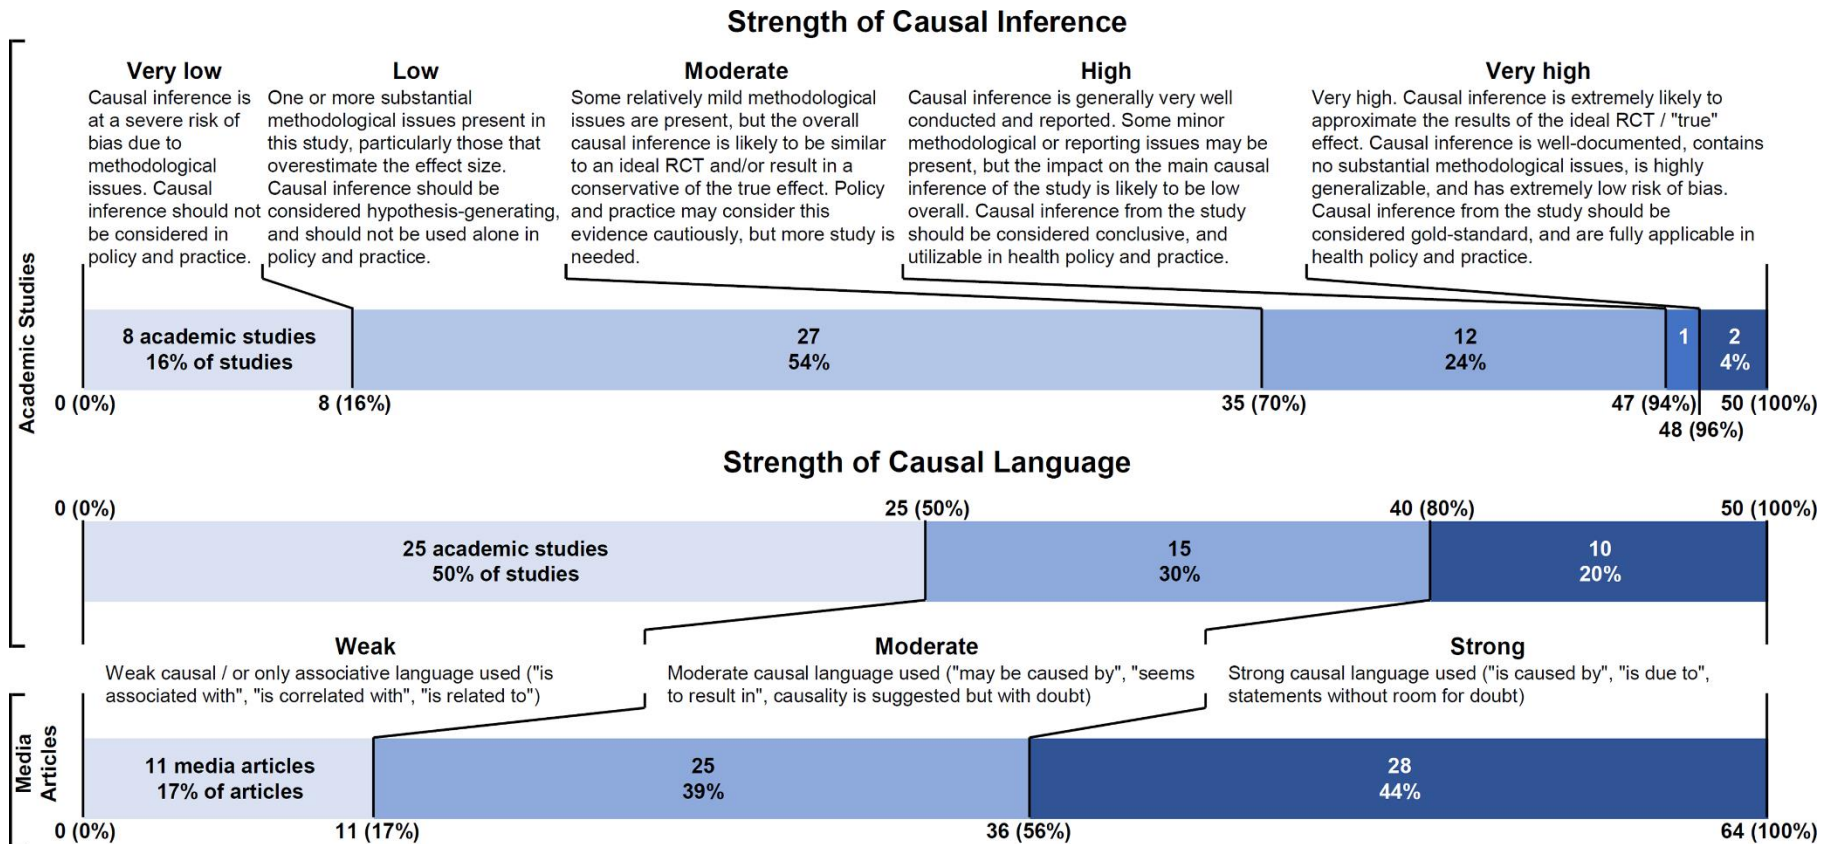 Strength of Causal Inference
Academic Studies
Very low
Causal inference is
at a severe risk of
bias due to
methodological
issues. Causal
inference should not
be considered in
policy and practice.
Low
One or more substantial
methodological issues present in
this study, particularly those that
overestimate the effect size.
Causal inference should be
considered hypothesis-generating,
and should not be used alone in
policy and practice.
Moderate
Some relatively mild methodological
issues are present, but the overall
causal inference is likely to be similar
to an ideal RCT and/or result in a
conservative of the true effect. Policy
and practice may consider this
evidence cautiously, but more study is
needed.
High
Causal inference is generally very well
conducted and reported. Some minor
methodological or reporting issues may be
present, but the impact on the main causal
inference of the study is likely to be low
overall. Causal inference from the study
should be considered conclusive, and
utilizable in health policy and practice.
Very high
Very high. Causal inference is extremely likely to
approximate the results of the ideal RCT / "true"
effect. Causal inference is well-documented, contains
no substantial methodological issues, is highly
generalizable, and has extremely low risk of bias.
Causal inference from the study should be
considered gold-standard, and are fully applicable in
health policy and practice.
8 academic studies
16% of studies
27
54%
12
24%
1
2
4%
0 (0%)
8 (16%)
35 (70%)
47 (94%)
50 (100%)
48 (96%)
Strength of Causal Language
0 (0%)
25 (50%)
40 (80%)
50 (100%)
25 academic studies
50% of studies
15
30%
10
20%
Weak
Weak causal / or only associative language used ("is
associated with", "is correlated with", "is related to")
Moderate
Moderate causal language used ("may be caused by", "seems
to result in", causality is suggested but with doubt)
Strong
Strong causal language used ("is caused by", "is due to",
statements without room for doubt)
Media
Articles
11 media articles
17% of articles
25
39%
28
44%
0 (0%)
11 (17%)
36 (56%)
64 (100%)